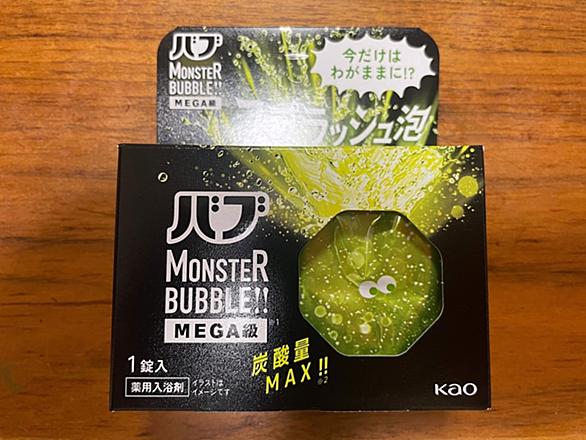 バブ
MONSTER
BUBBLE!!
MEGA級
今だけは
わがままに!?
ラッシュ泡
バブ
MONSTER
BUBBLE!!
※1
MEGA級
炭酸量
MAX!!
※2
1錠入
薬用入浴剤
イラストは
イメージです
Kao